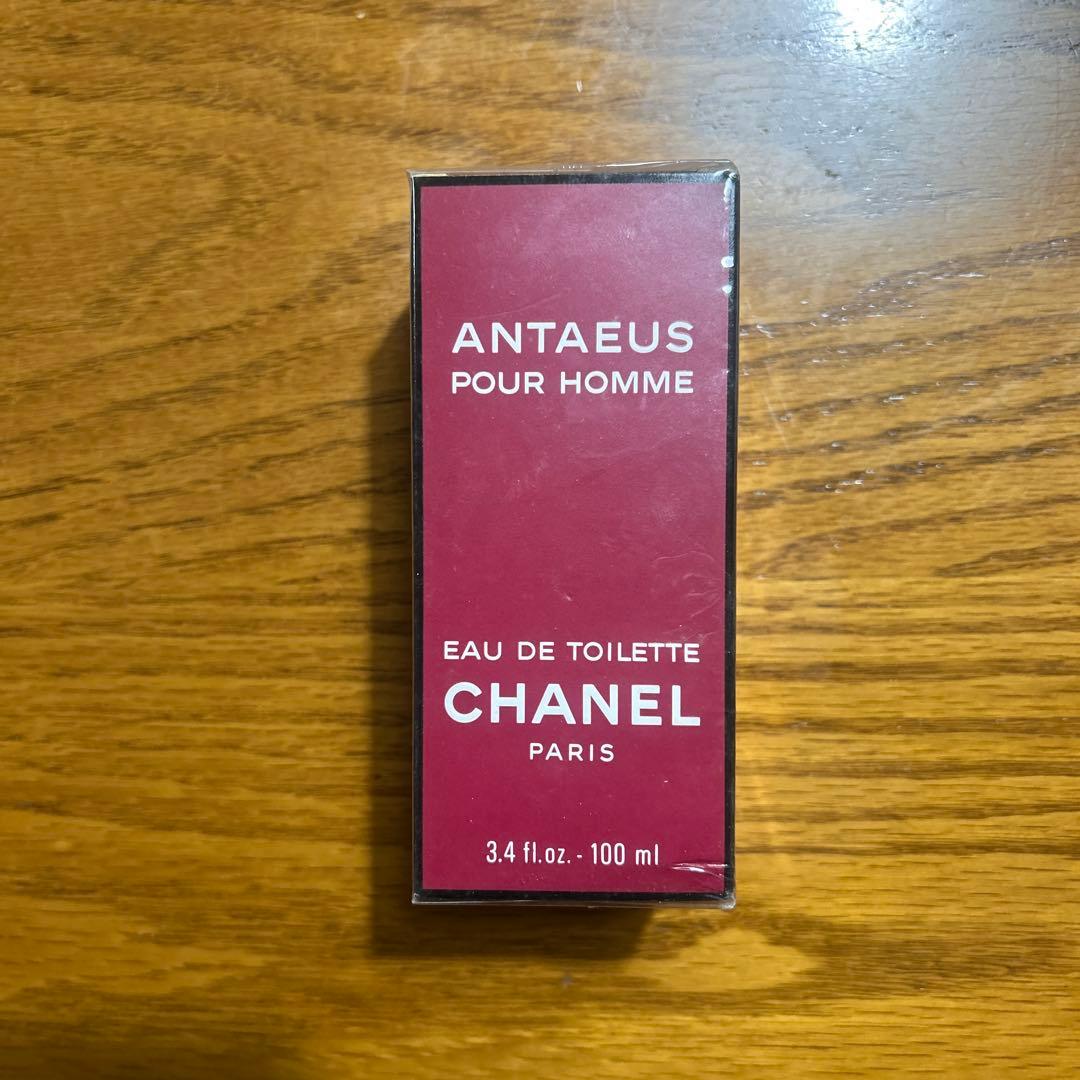 ANTAEUS
POUR HOMME
EAU DE TOILETTE
CHANEL
PARIS
3.4 fl.oz. - 100 ml